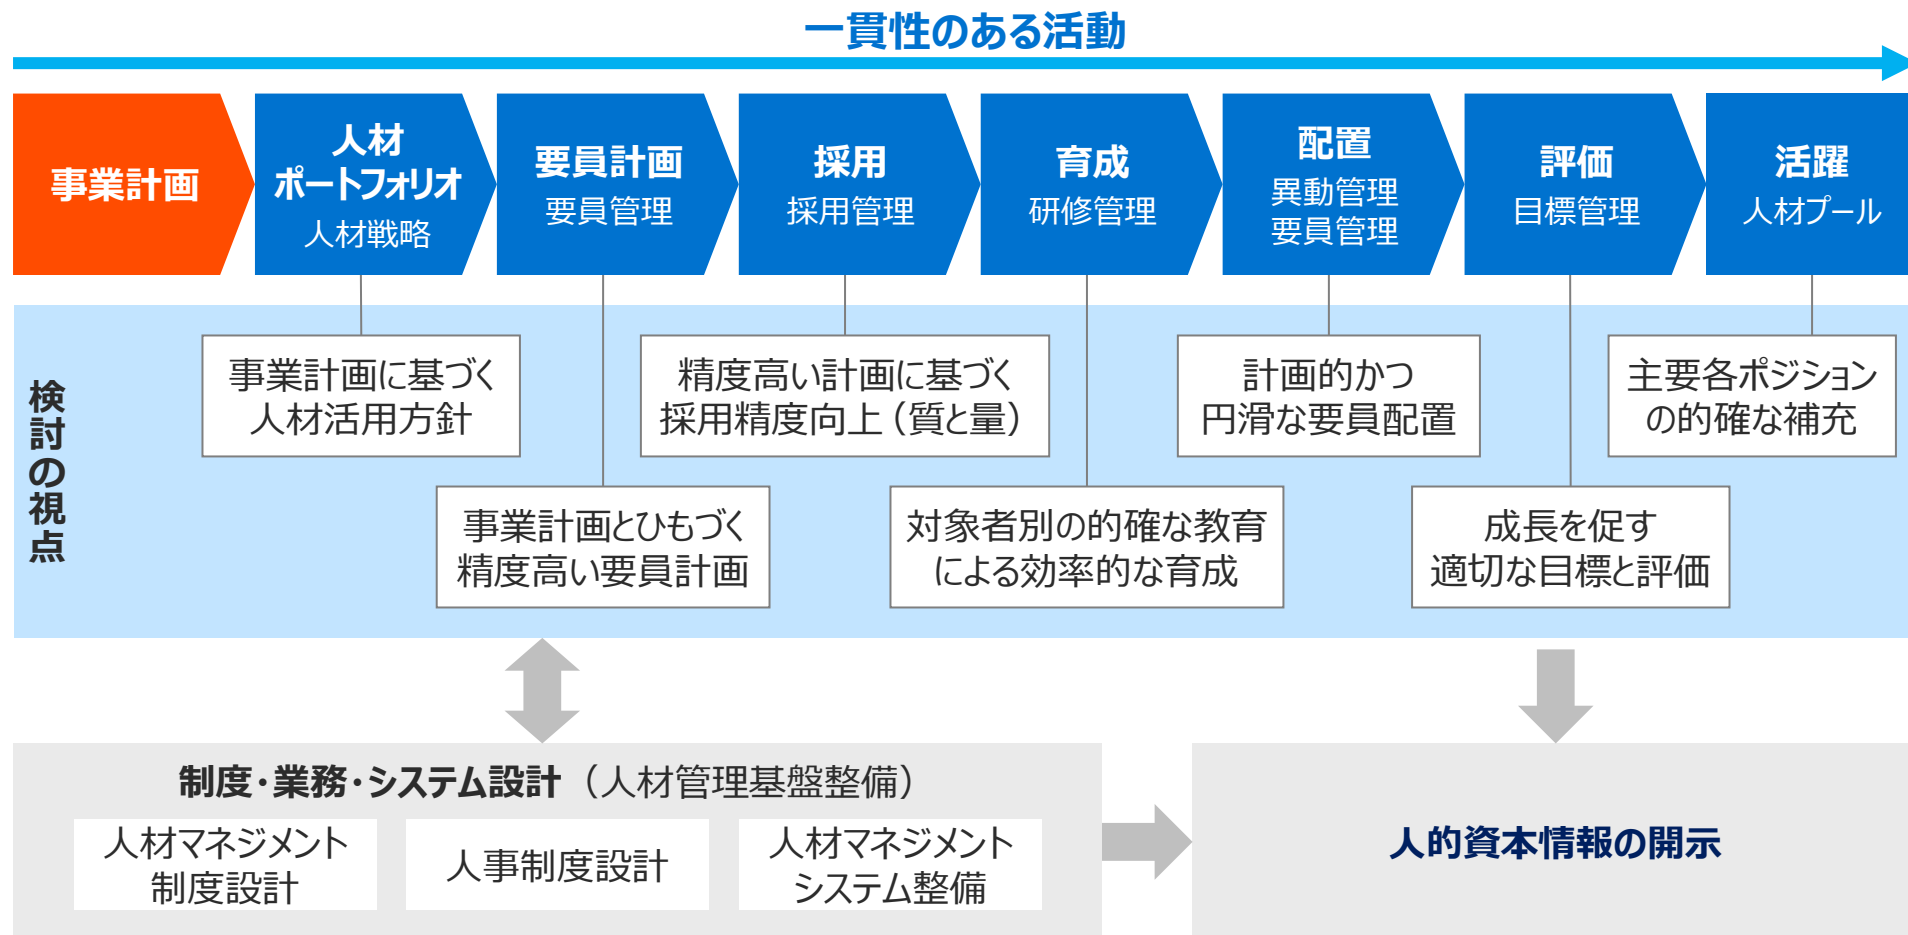 一貫性のある活動
事業計画
人材
ポートフォリオ
人材戦略
要員計画
要員管理
採用
採用管理
育成
研修管理
配置
異動管理
要員管理
評価
目標管理
活躍
人材プール
検討の視点
事業計画に基づく
人材活用方針
精度高い計画に基づく
採用精度向上（質と量）
計画的かつ
円滑な要員配置
主要各ポジション
の的確な補充
事業計画とひもづく
精度高い要員計画
対象者別の的確な教育
による効率的な育成
成長を促す
適切な目標と評価
制度・業務・システム設計（人材管理基盤整備）
人材マネジメント
制度設計
人事制度設計
人材マネジメント
システム整備
人的資本情報の開示